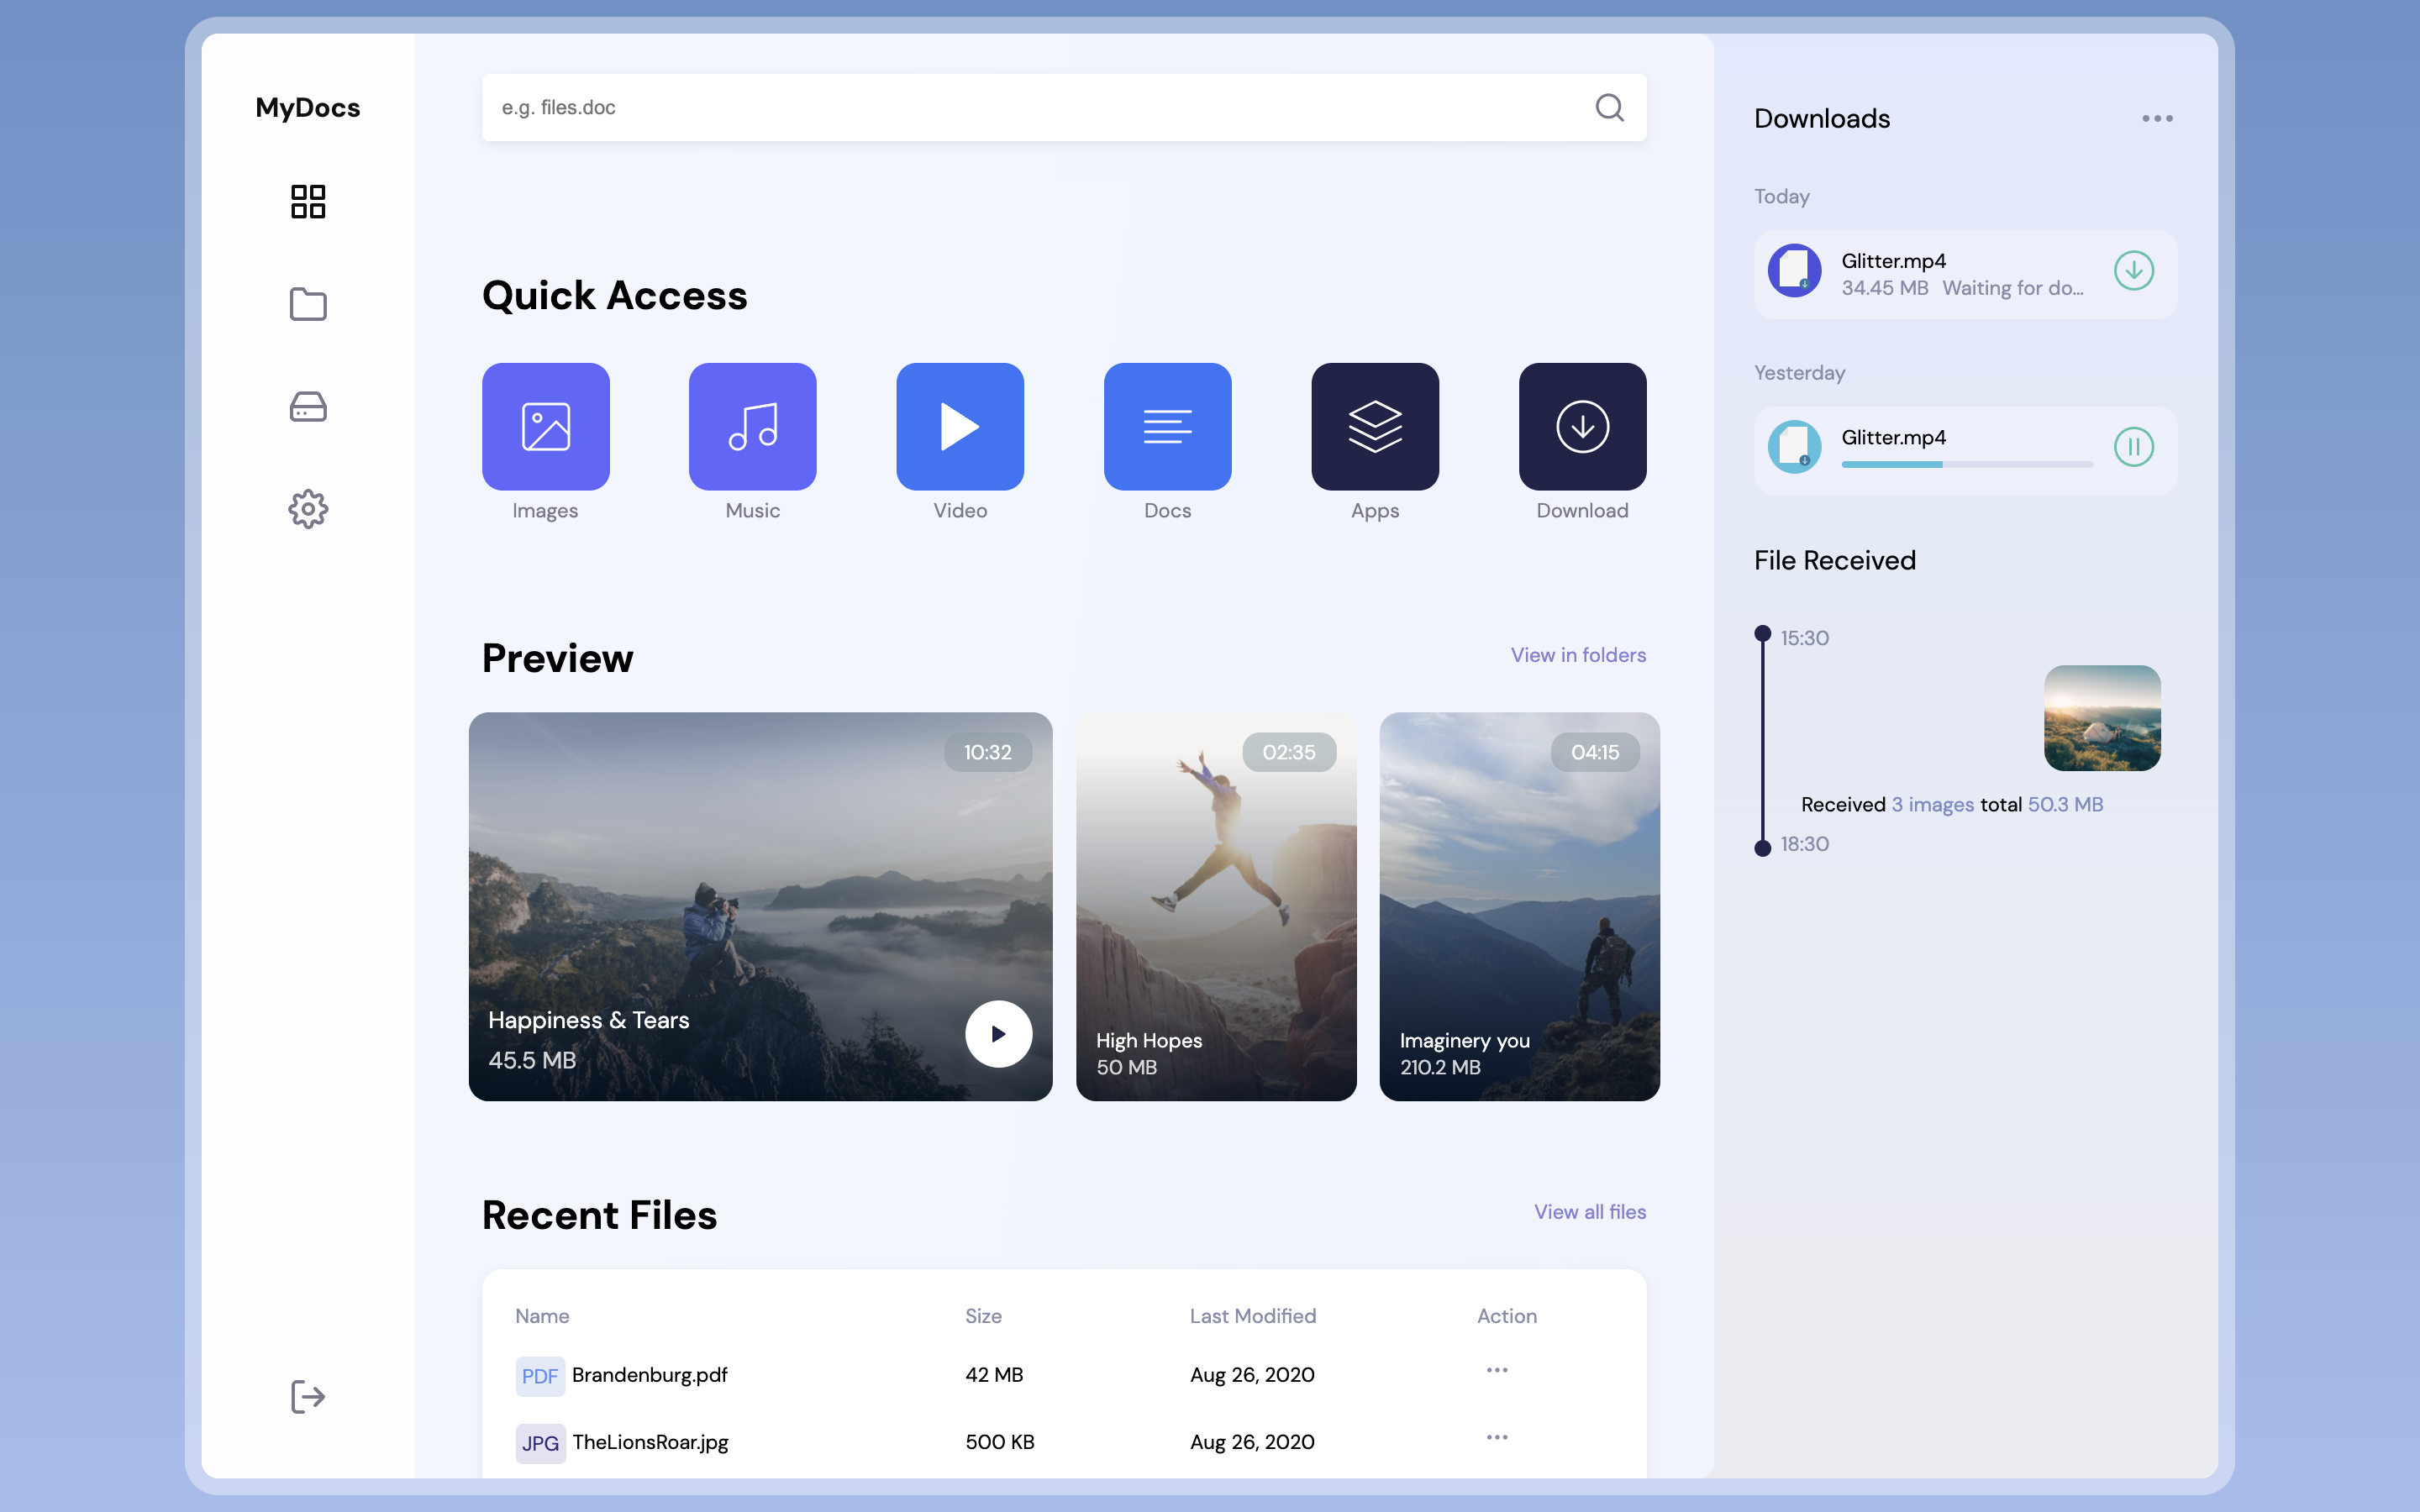 MyDocs
e.g. files.doc
Quick Access
Images
Music
Video
Docs
Apps
Download
Preview
View in folders
10:32
Happiness & Tears
45.5 MB
02:35
High Hopes
50 MB
04:15
Imaginery you
210.2 MB
Recent Files
View all files
Name Size Last Modified Action
PDF Brandenburg.pdf 42 MB Aug 26, 2020
JPG TheLionsRoar.jpg 500 KB Aug 26, 2020
Downloads
Today
Glitter.mp4
34.45 MB Waiting for do...
Yesterday
Glitter.mp4
File Received
15:30
Received 3 images total 50.3 MB
18:30